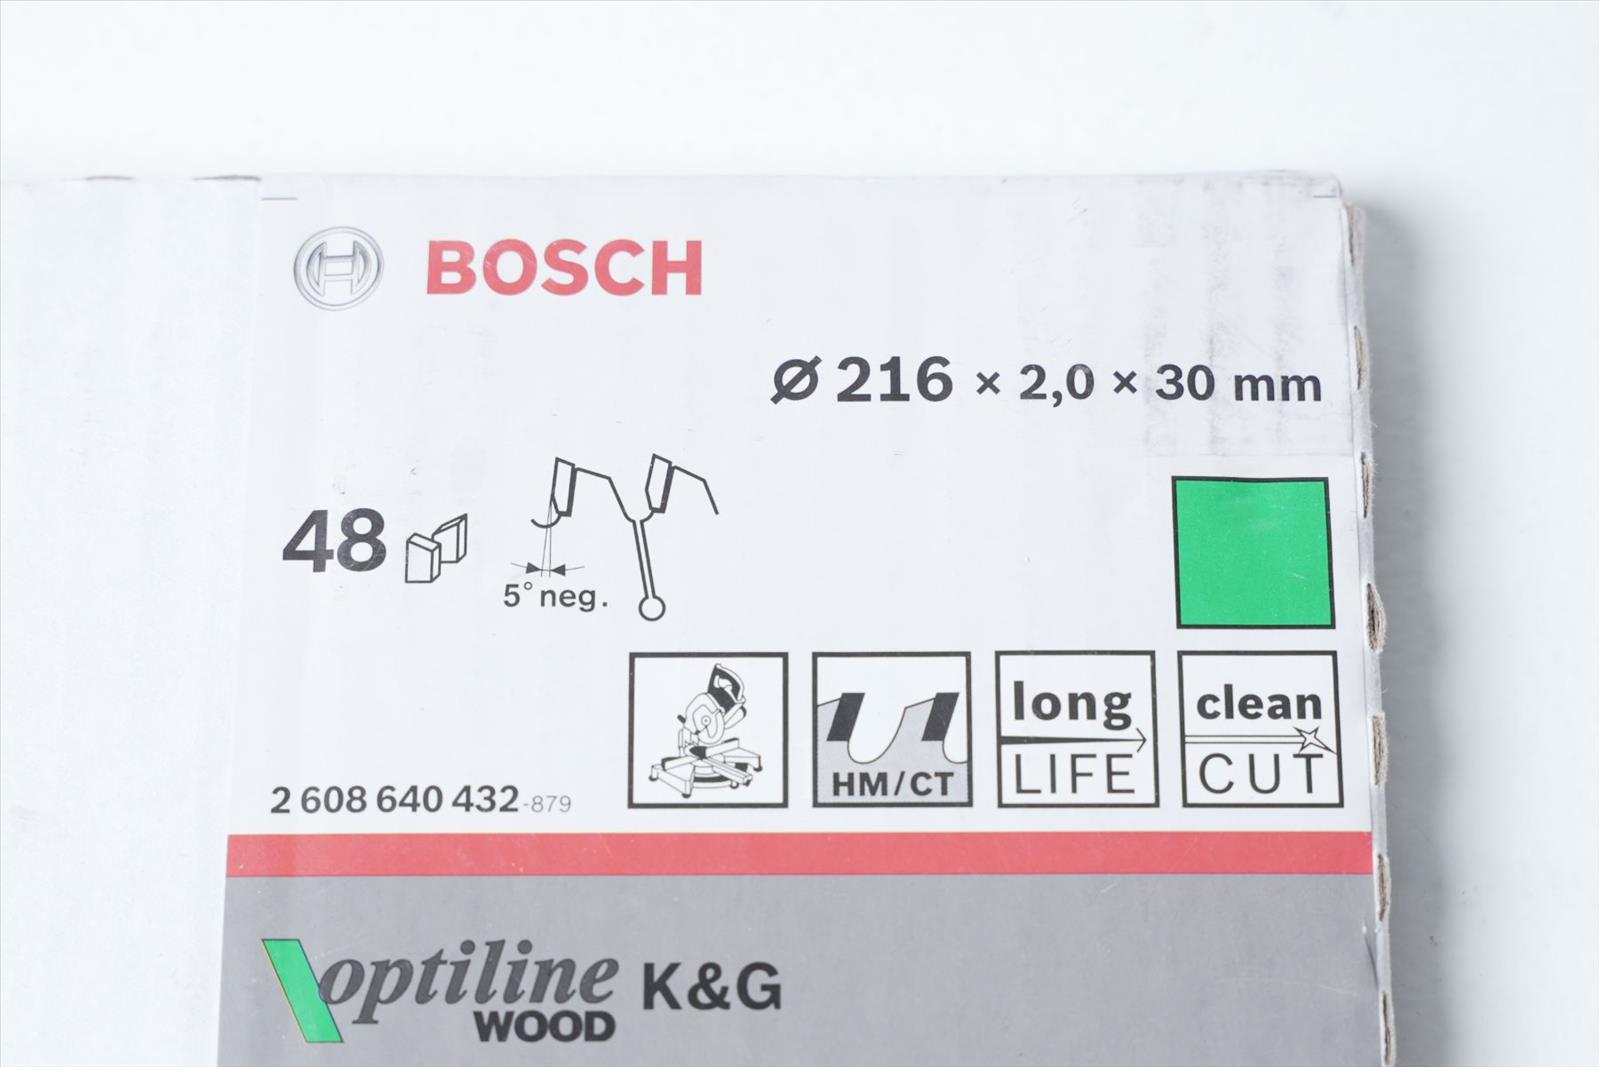 BOSCH
Ø 216 × 2,0 × 30 mm
48
5° neg.
HM/CT
long
LIFE
clean
CUT
2 608 640 432-879
optiline K&G
WOOD